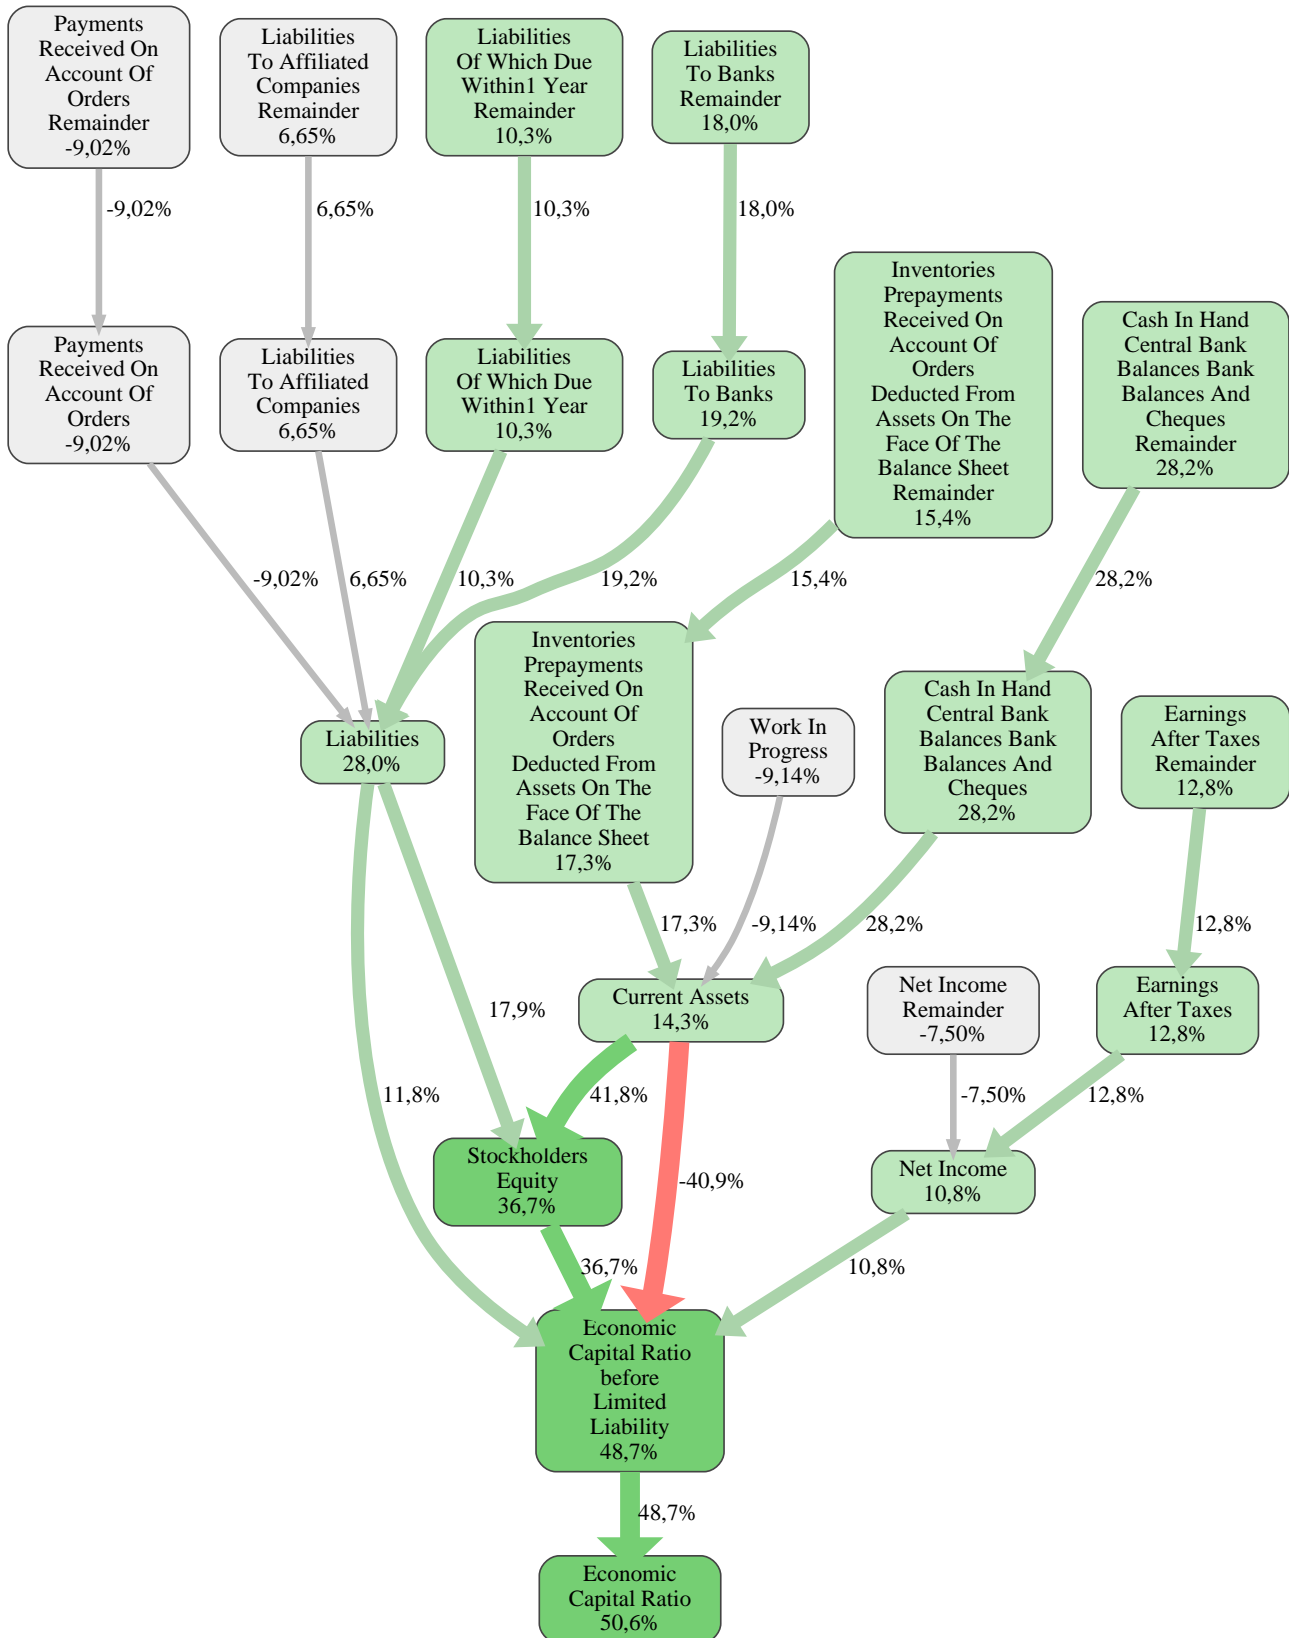 Payments
Received On
Account Of
Orders
Remainder
-9,02%
Liabilities
To Affiliated
Companies
Remainder
6,65%
Liabilities
Of Which Due
Within1 Year
Remainder
10,3%
Liabilities
To Banks
Remainder
18,0%
-9,02%
6,65%
10,3%
18,0%
Inventories
Prepayments
Received On
Account Of
Orders
Deducted From
Assets On The
Face Of The
Balance Sheet
Remainder
15,4%
Cash In Hand
Central Bank
Balances Bank
Balances And
Cheques
Remainder
28,2%
Payments
Received On
Account Of
Orders
-9,02%
Liabilities
To Affiliated
Companies
6,65%
Liabilities
Of Which Due
Within1 Year
10,3%
Liabilities
To Banks
19,2%
-9,02%
6,65%
10,3%
19,2%
15,4%
28,2%
Inventories
Prepayments
Received On
Account Of
Orders
Deducted From
Assets On The
Face Of The
Balance Sheet
17,3%
Work In
Progress
-9,14%
Cash In Hand
Central Bank
Balances Bank
Balances And
Cheques
28,2%
Earnings
After Taxes
Remainder
12,8%
Liabilities
28,0%
17,3%
-9,14%
28,2%
12,8%
Current Assets
14,3%
Net Income
Remainder
-7,50%
Earnings
After Taxes
12,8%
17,9%
11,8%
41,8%
-40,9%
-7,50%
12,8%
Stockholders
Equity
36,7%
Net Income
10,8%
36,7%
10,8%
Economic
Capital Ratio
before
Limited
Liability
48,7%
48,7%
Economic
Capital Ratio
50,6%